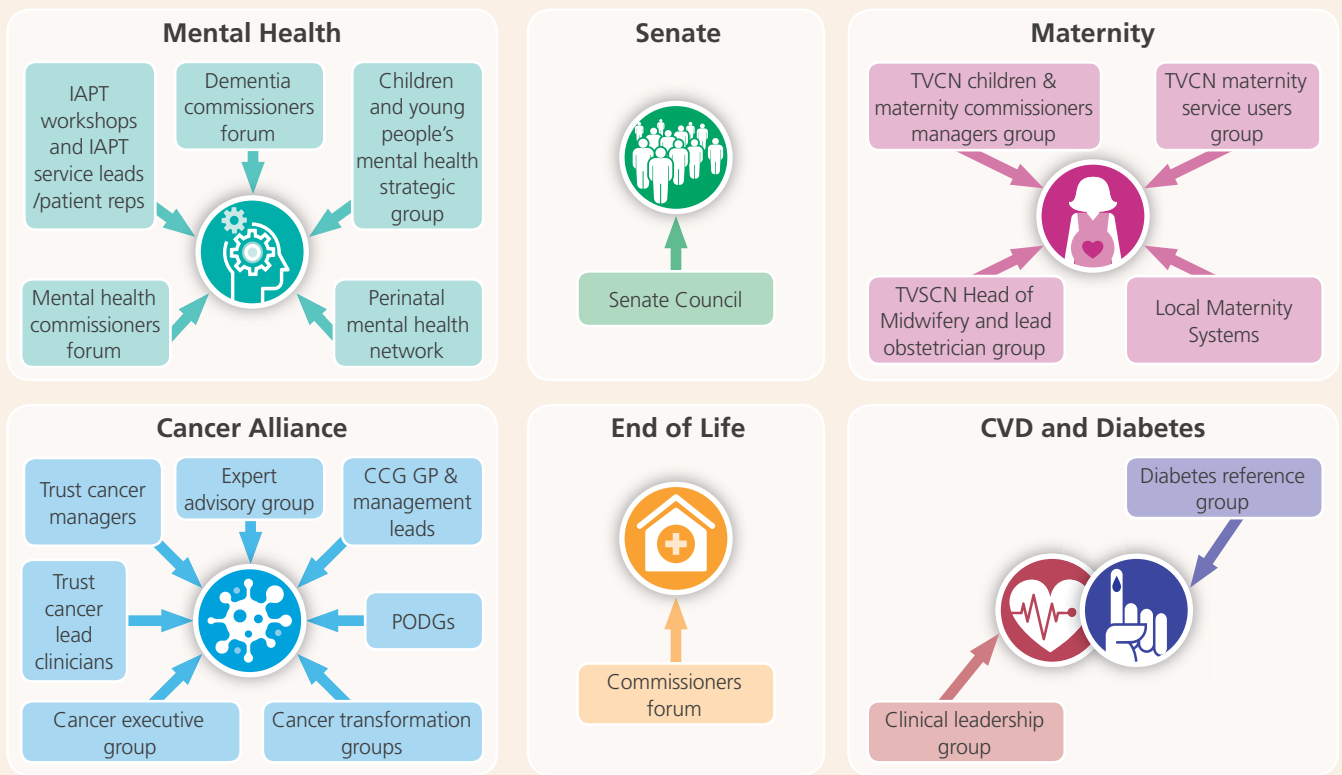 Mental Health
IAPT
workshops
and IAPT
service leads
/patient reps
Dementia
commissioners
forum
Children
and young
people's
mental health
strategic
group
Mental health
commissioners
forum
Perinatal
mental health
network
Senate
Senate Council
Maternity
TVCN children &
maternity commissioners
managers group
TVCN maternity
service users
group
TVSCN Head of
Midwifery and lead
obstetrician group
Local Maternity
Systems
Cancer Alliance
Trust cancer
managers
Expert
advisory group
CCG GP &
management
leads
Trust
cancer
lead
clinicians
PODGs
Cancer executive
group
Cancer transformation
groups
End of Life
Commissioners
forum
CVD and Diabetes
Diabetes reference
group
Clinical leadership
group